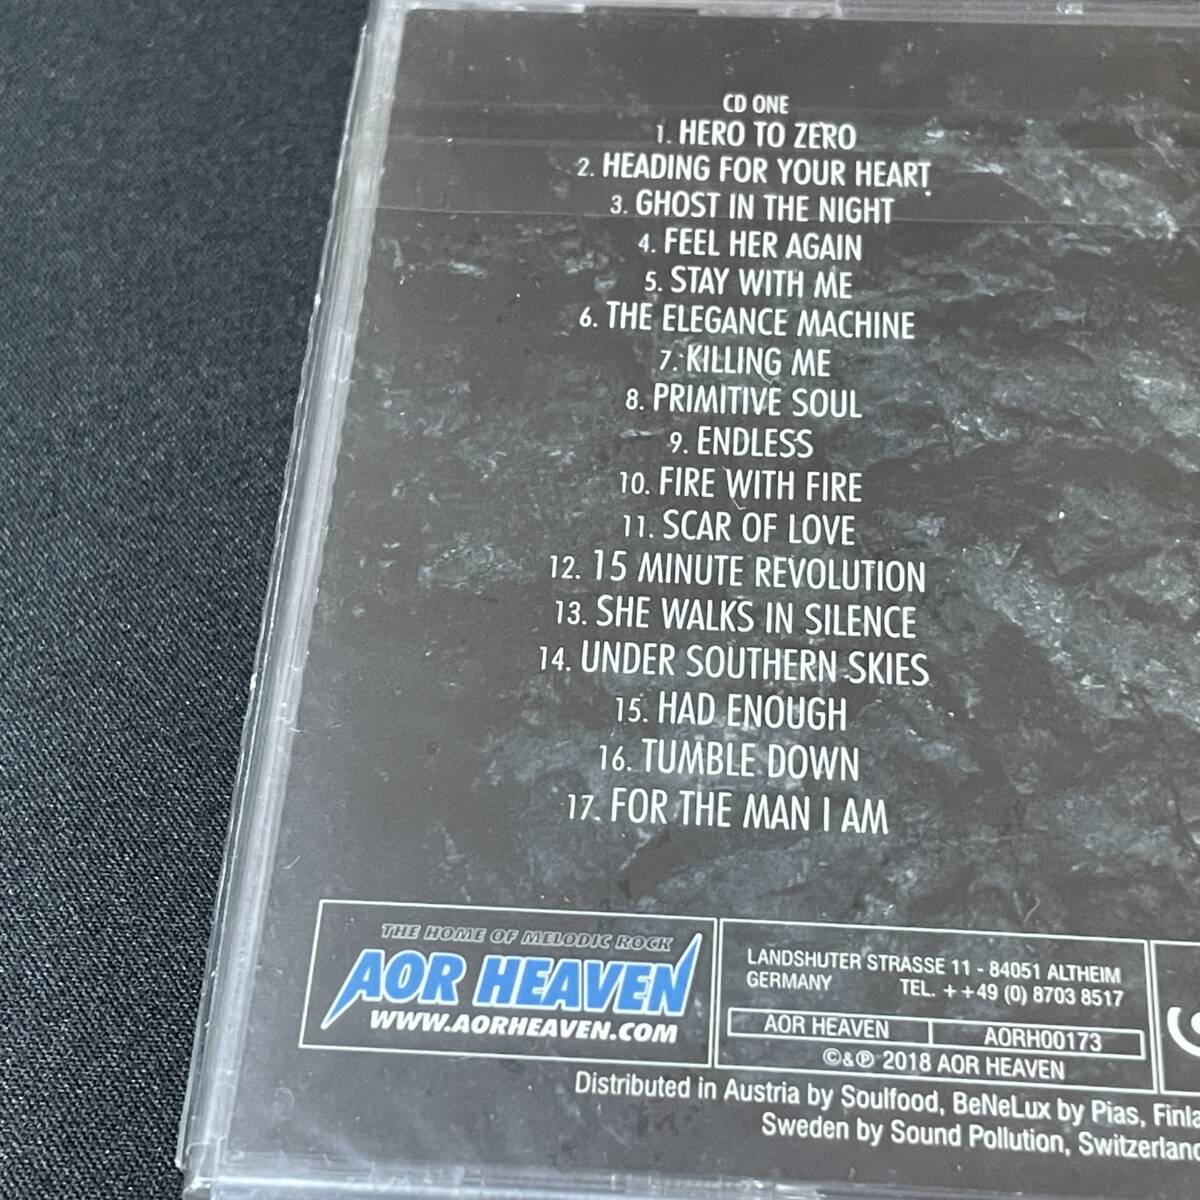 CD ONE
1. HERO TO ZERO
2. HEADING FOR YOUR HEART
3. GHOST IN THE NIGHT
4. FEEL HER AGAIN
5. STAY WITH ME
6. THE ELEGANCE MACHINE
7. KILLING ME
8. PRIMITIVE SOUL
9. ENDLESS
10. FIRE WITH FIRE
11. SCAR OF LOVE
12. 15 MINUTE REVOLUTION
13. SHE WALKS IN SILENCE
14. UNDER SOUTHERN SKIES
15. HAD ENOUGH
16. TUMBLE DOWN
17. FOR THE MAN I AM
THE HOME OF MELODIC ROCK
AOR HEAVEN
WWW.AORHEAVEN.COM
LANDSHUTER STRASSE 11 - 84051 ALTHEIM
GERMANY TEL. ++49 (0) 8703 8517
AOR HEAVEN AORH00173
©&℗ 2018 AOR HEAVEN
Distributed in Austria by Soulfood, BeNeLux by Pias, Finla
Sweden by Sound Pollution, Switzerland